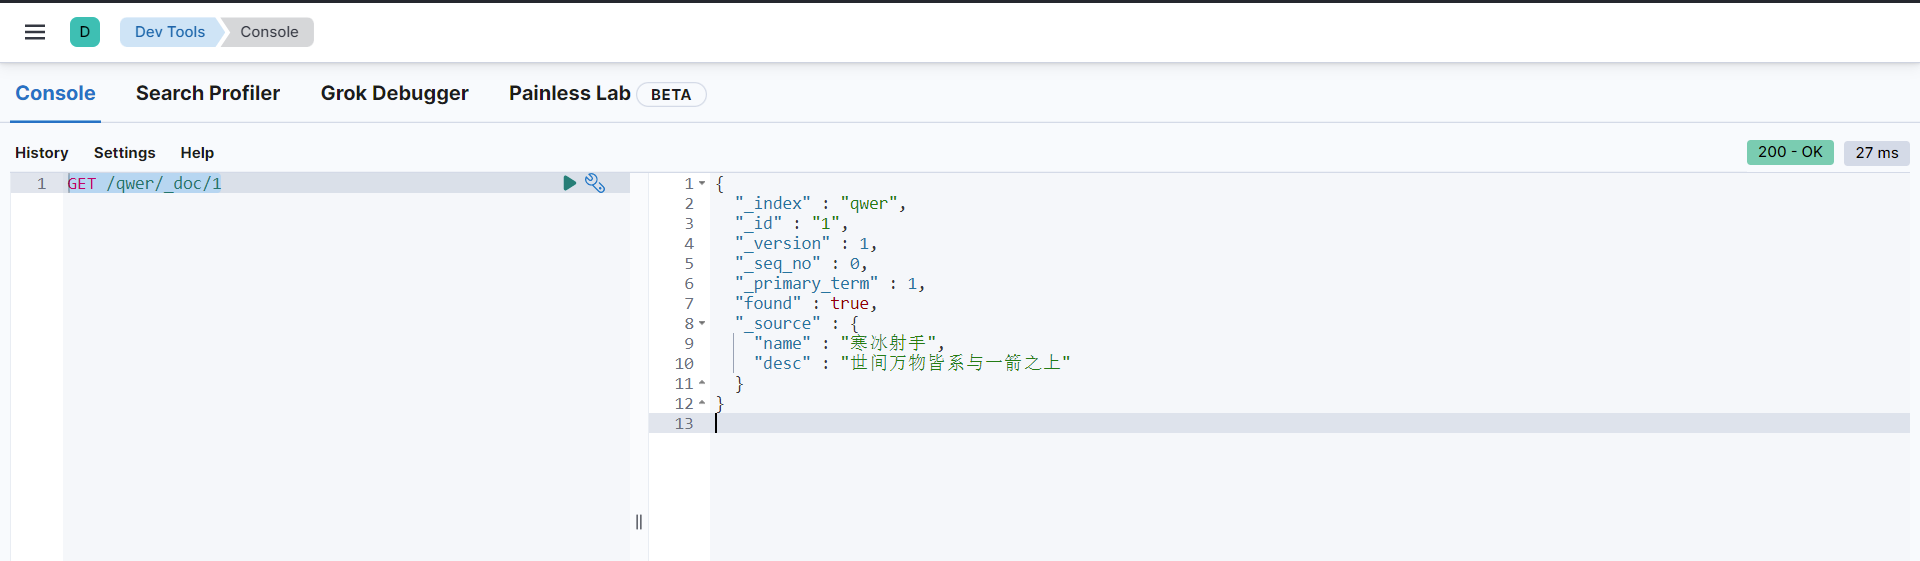 D Dev Tools Console
Console Search Profiler Grok Debugger Painless Lab BETA
History Settings Help 200 - OK 27 ms
1 GET /qwer/_doc/1
1 {
2 "_index" : "qwer",
3 "_id" : "1",
4 "_version" : 1,
5 "_seq_no" : 0,
6 "_primary_term" : 1,
7 "found" : true,
8 "_source" : {
9 "name" : "寒冰射手",
10 "desc" : "世间万物皆系与一箭之上"
11 }
12 }
13